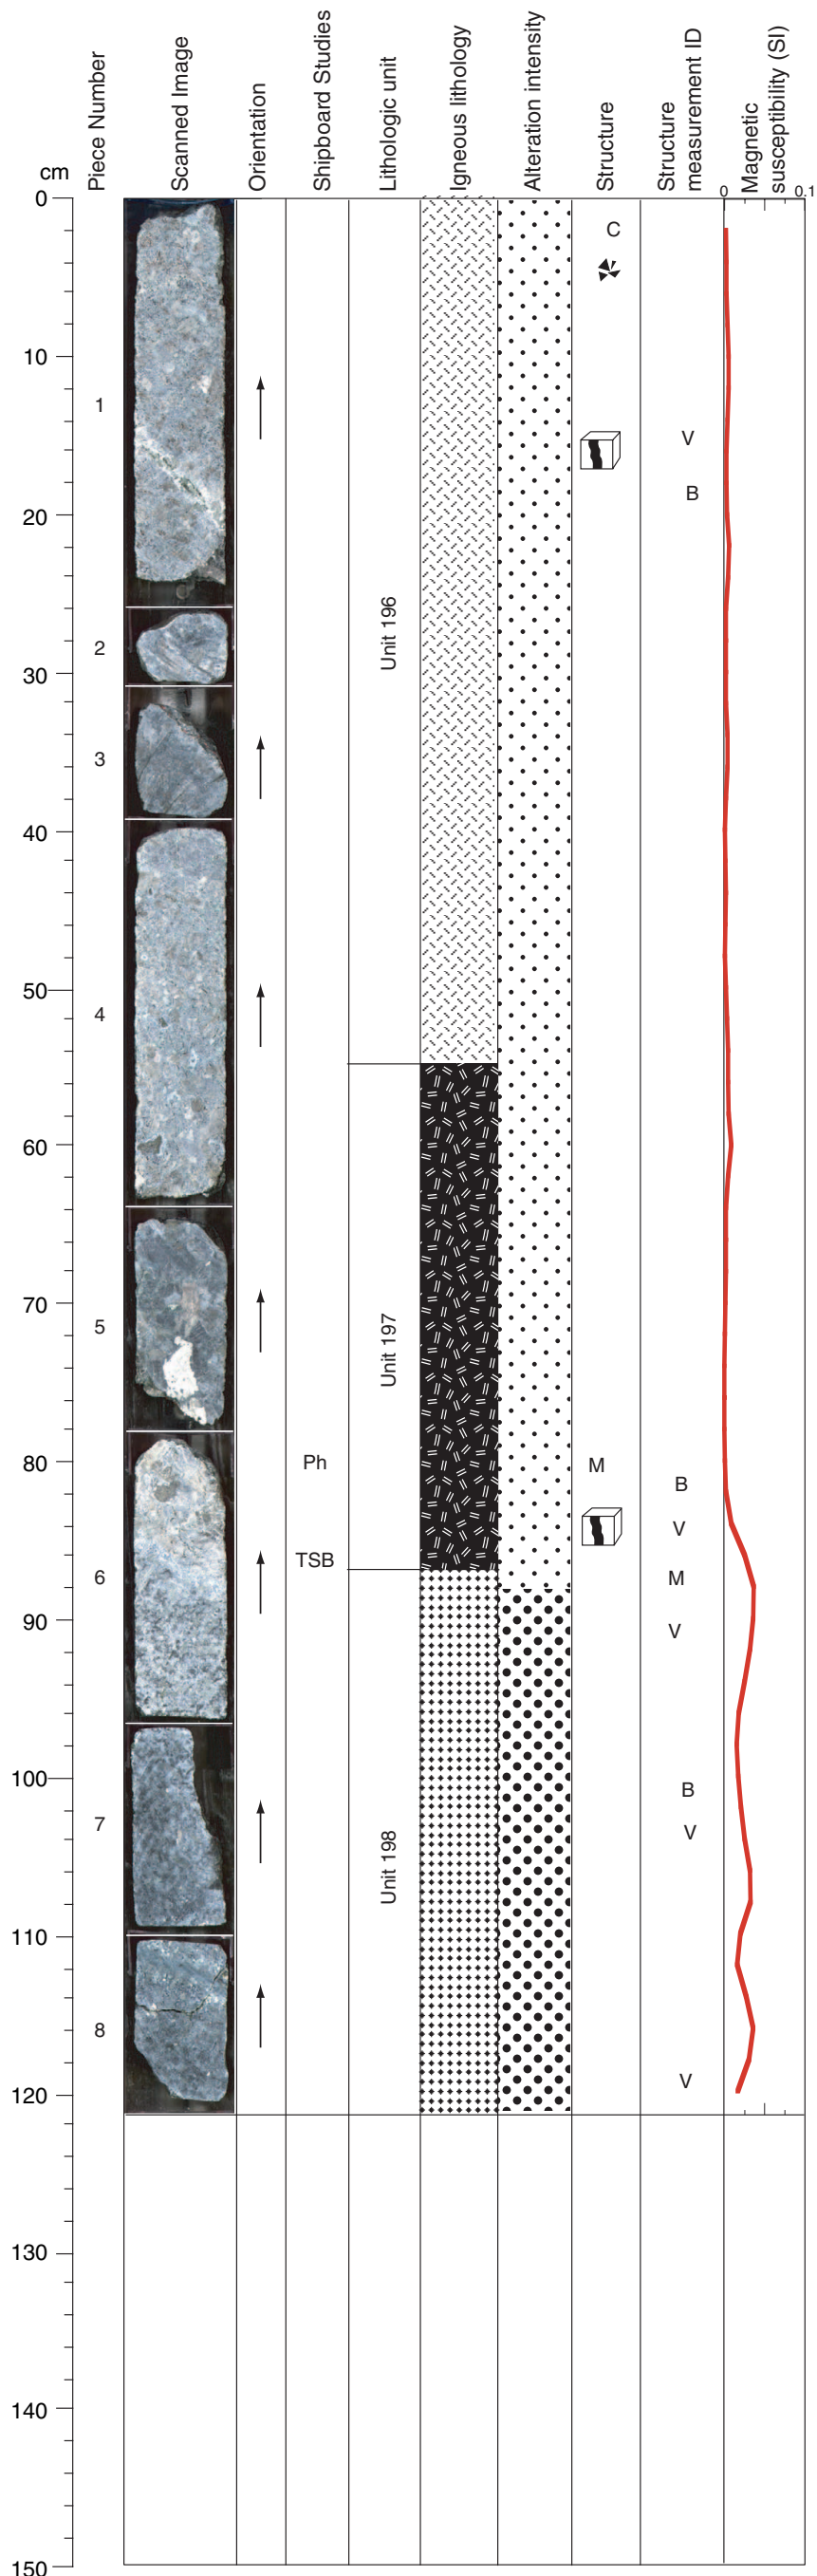 cm
Piece Number
Scanned Image
Orientation
Shipboard Studies
Lithologic unit
Igneous lithology
Alteration intensity
Structure
Structure
measurement ID
Magnetic
susceptibility (SI)
0 0.1
0
C
10
1
V
B
20
Unit 196
2
30
3
40
50
4
60
70
5
Unit 197
80
Ph
M
B
V
TSB
6
M
90
V
100
B
7
V
Unit 198
110
8
V
120
130
140
150